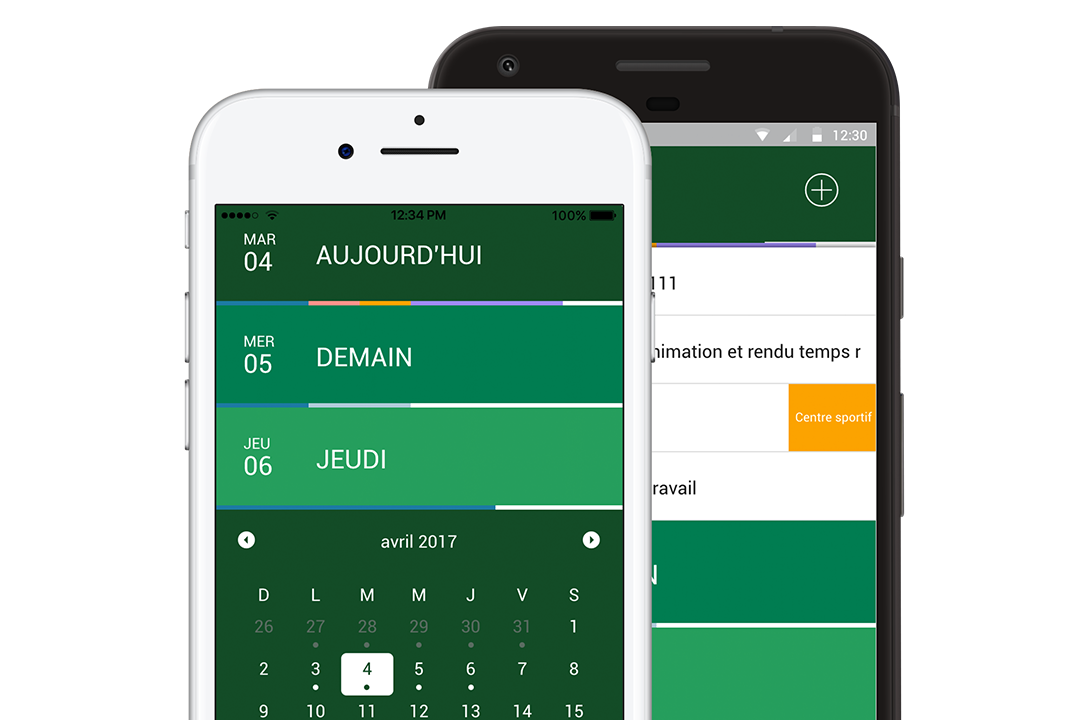 12:34 PM 100%
MAR
04
AUJOURD'HUI
MER
05
DEMAIN
JEU
06
JEUDI
avril 2017
D L M M J V S
26 27 28 29 30 31 1
2 3 4 5 6 7 8
9 10 11 12 13 14 15
12:30
111
nimation et rendu temps r
Centre sportif
ravail
N